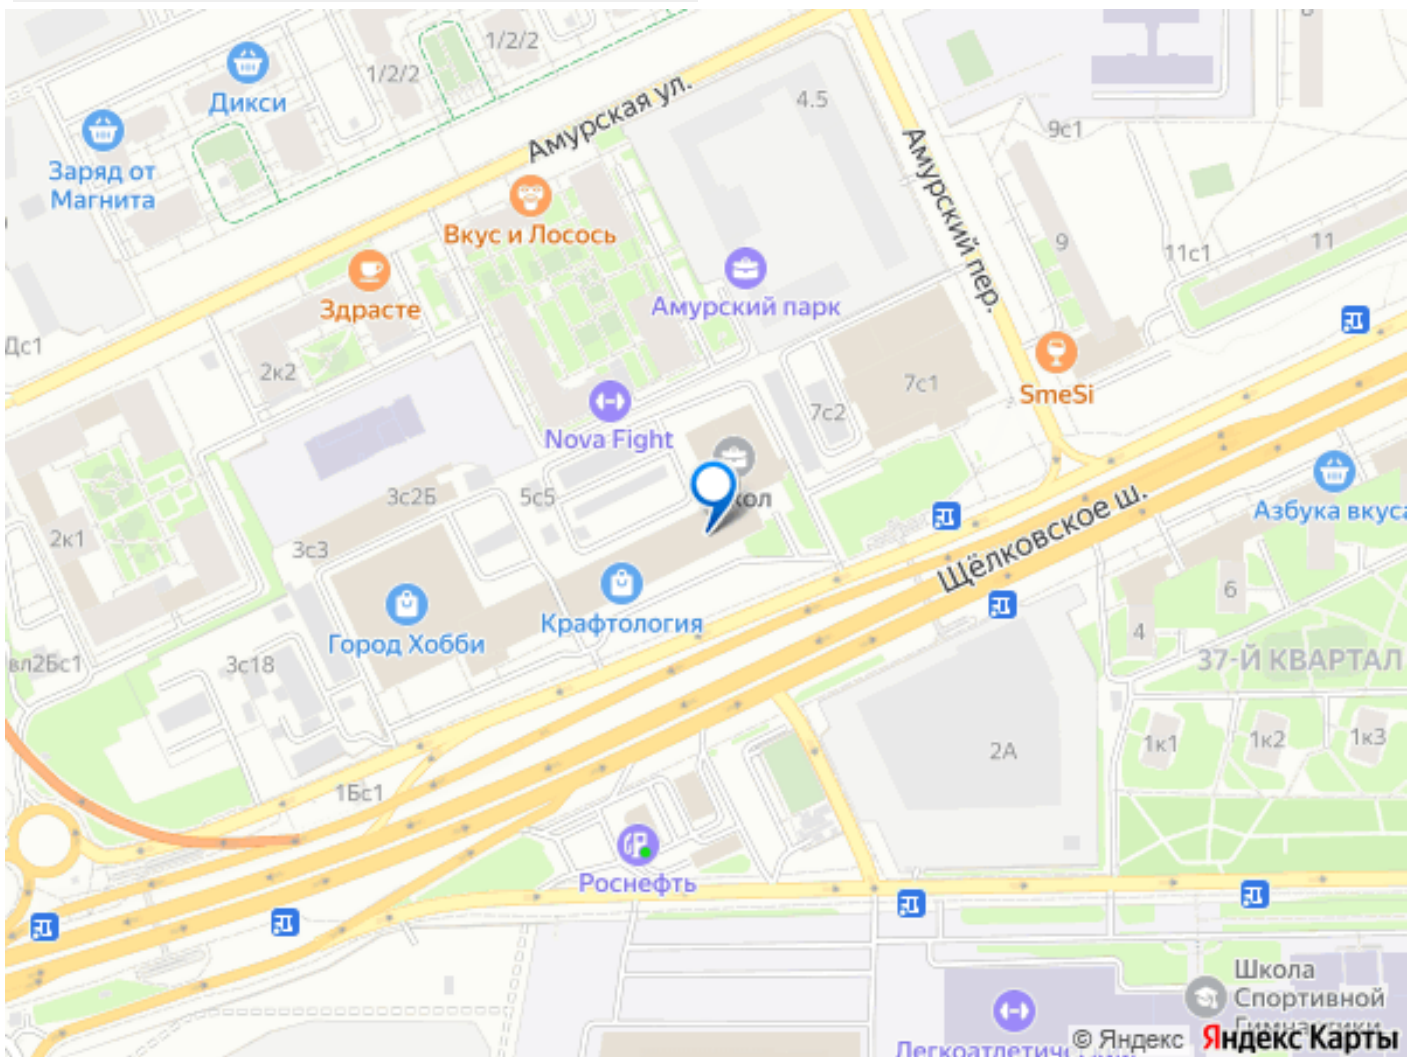 1/2/2
1/2/2
Дикси
4.5
Амурская ул.
9с1
Заряд от
Магнита
Амурский пер.
Вкус и Лосось
9
11с1
11
Амурский парк
Здрасте
Дс1
2к2
7с1
SmeSi
7с2
Nova Fight
3с2Б
5с5
кол
Азбука вкуса
2к1
3с3
Щёлковское ш.
Крафтология
6
4
Город Хобби
37-Й КВАРТАЛ
вл2Бс1
3с18
2А
1к1
1к2
1к3
1Бс1
Роснефть
Школа
Спортивной
Гимнастики
© Яндекс
Яндекс Карты